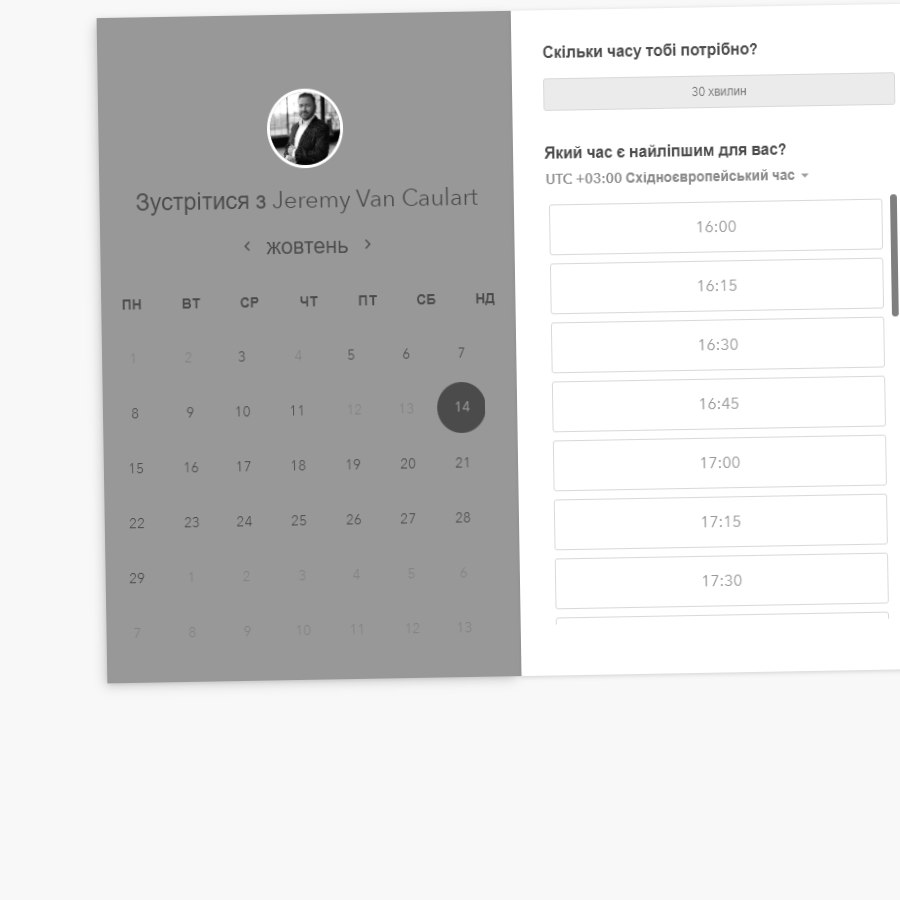 Зустрітися з Jeremy Van Caulart
‹ жовтень ›
ПН ВТ СР ЧТ ПТ СБ НД
1 2 3 4 5 6 7
8 9 10 11 12 13 14
15 16 17 18 19 20 21
22 23 24 25 26 27 28
29 1 2 3 4 5 6
7 8 9 10 11 12 13
Скільки часу тобі потрібно?
30 хвилин
Який час є найліпшим для вас?
UTC +03:00 Східноєвропейський час
16:00
16:15
16:30
16:45
17:00
17:15
17:30